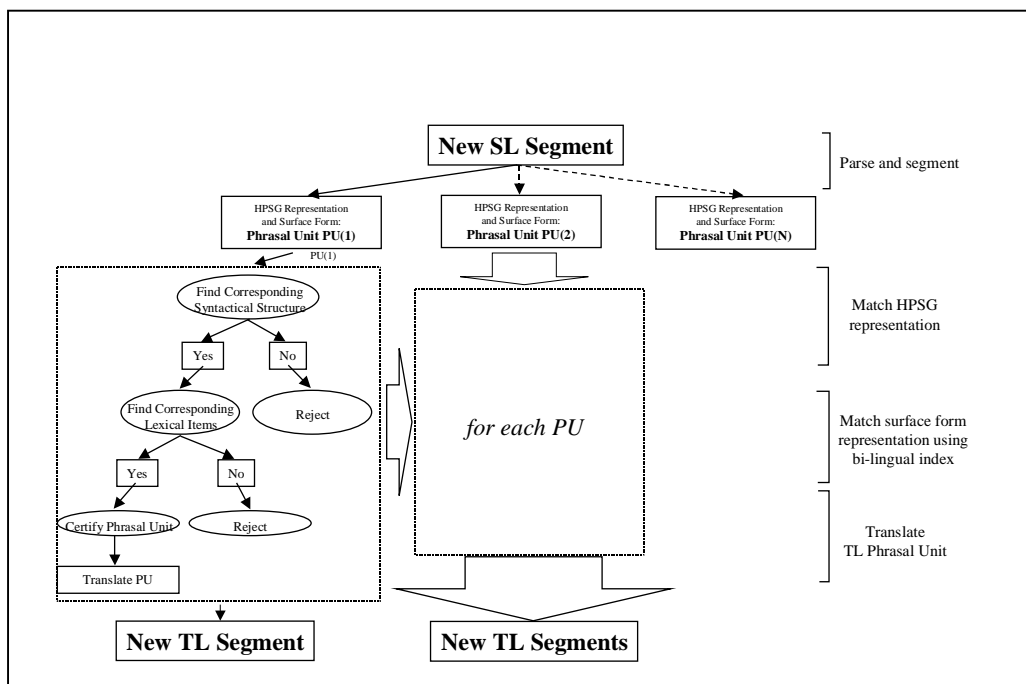 New SL Segment
Parse and segment
HPSG Representation
and Surface Form:
Phrasal Unit PU(1)
HPSG Representation
and Surface Form:
Phrasal Unit PU(2)
HPSG Representation
and Surface Form:
Phrasal Unit PU(N)
PU(1)
Find Corresponding
Syntactical Structure
Yes
No
Find Corresponding
Lexical Items
Reject
Yes
No
Certify Phrasal Unit
Reject
Translate PU
for each PU
Match HPSG
representation
Match surface form
representation using
bi-lingual index
Translate
TL Phrasal Unit
New TL Segment
New TL Segments